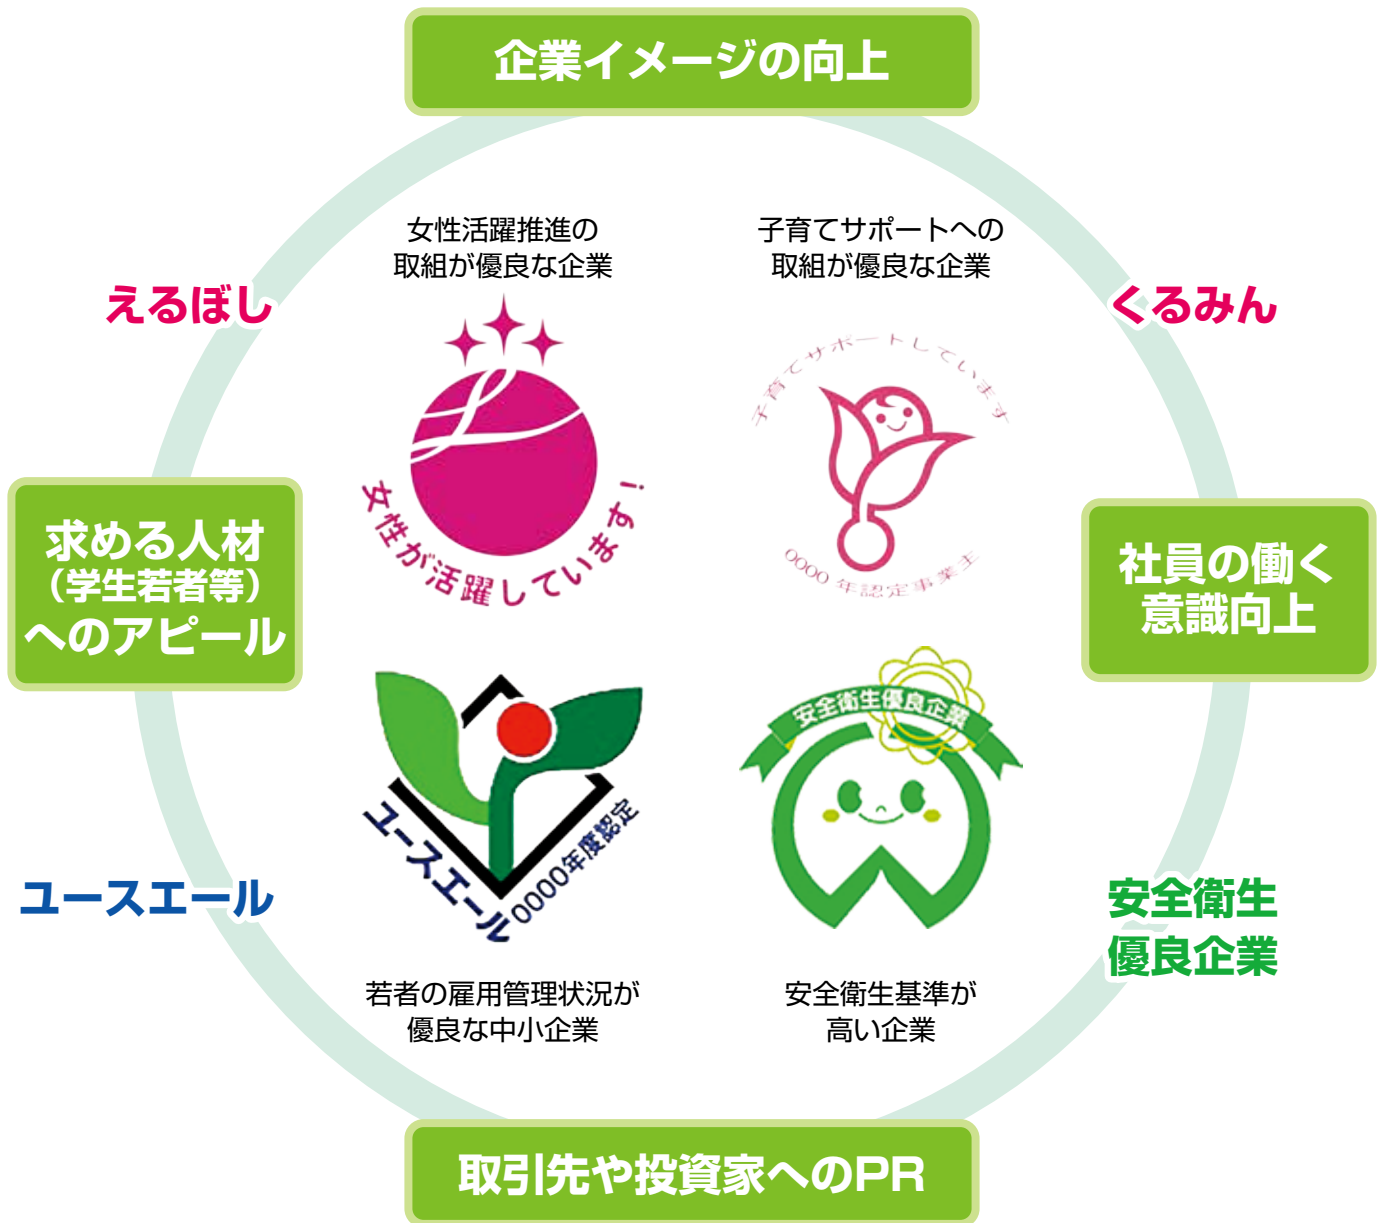 企業イメージの向上
女性活躍推進の
取組が優良な企業
子育てサポートへの
取組が優良な企業
えるぼし
くるみん
女性が活躍しています!
子育てサポートしています
0000年認定事業主
求める人材
(学生若者等)
へのアピール
社員の働く
意識向上
ユースエール
0000年度認定
安全衛生優良企業
ユースエール
安全衛生
優良企業
若者の雇用管理状況が
優良な中小企業
安全衛生基準が
高い企業
取引先や投資家へのPR